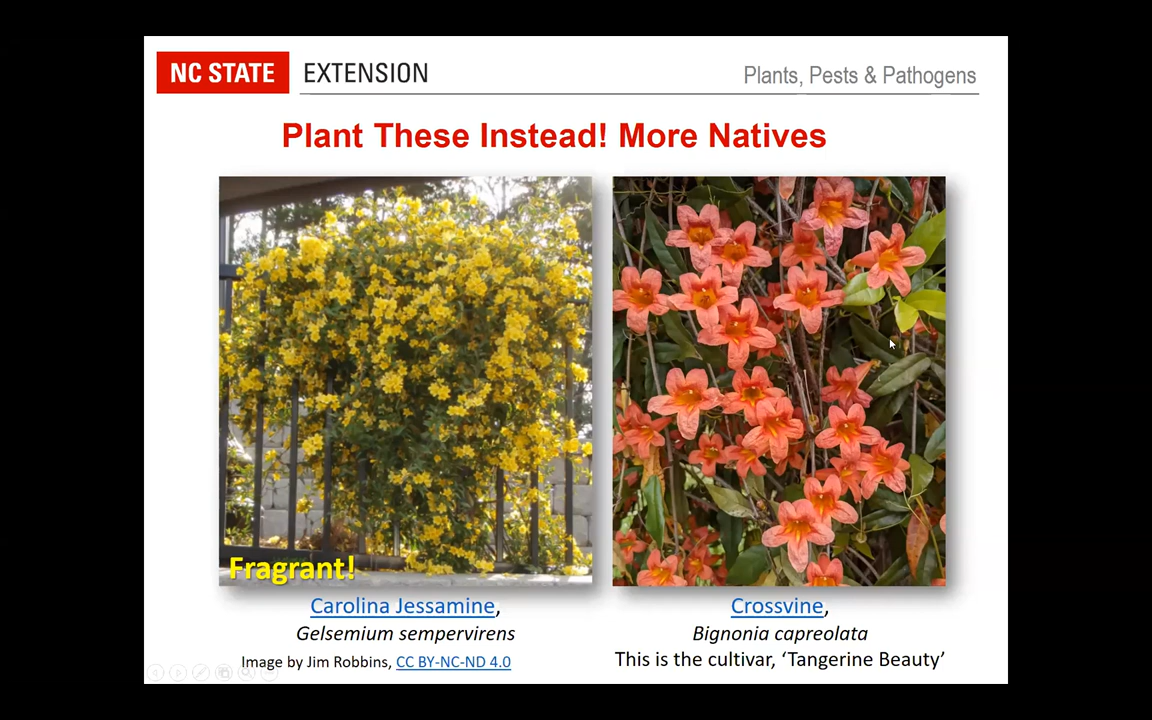 NC STATE EXTENSION
Plants, Pests & Pathogens
Plant These Instead! More Natives
Fragrant!
Carolina Jessamine,
Gelsemium sempervirens
Image by Jim Robbins, CC BY-NC-ND 4.0
Crossvine,
Bignonia capreolata
This is the cultivar, ‘Tangerine Beauty’